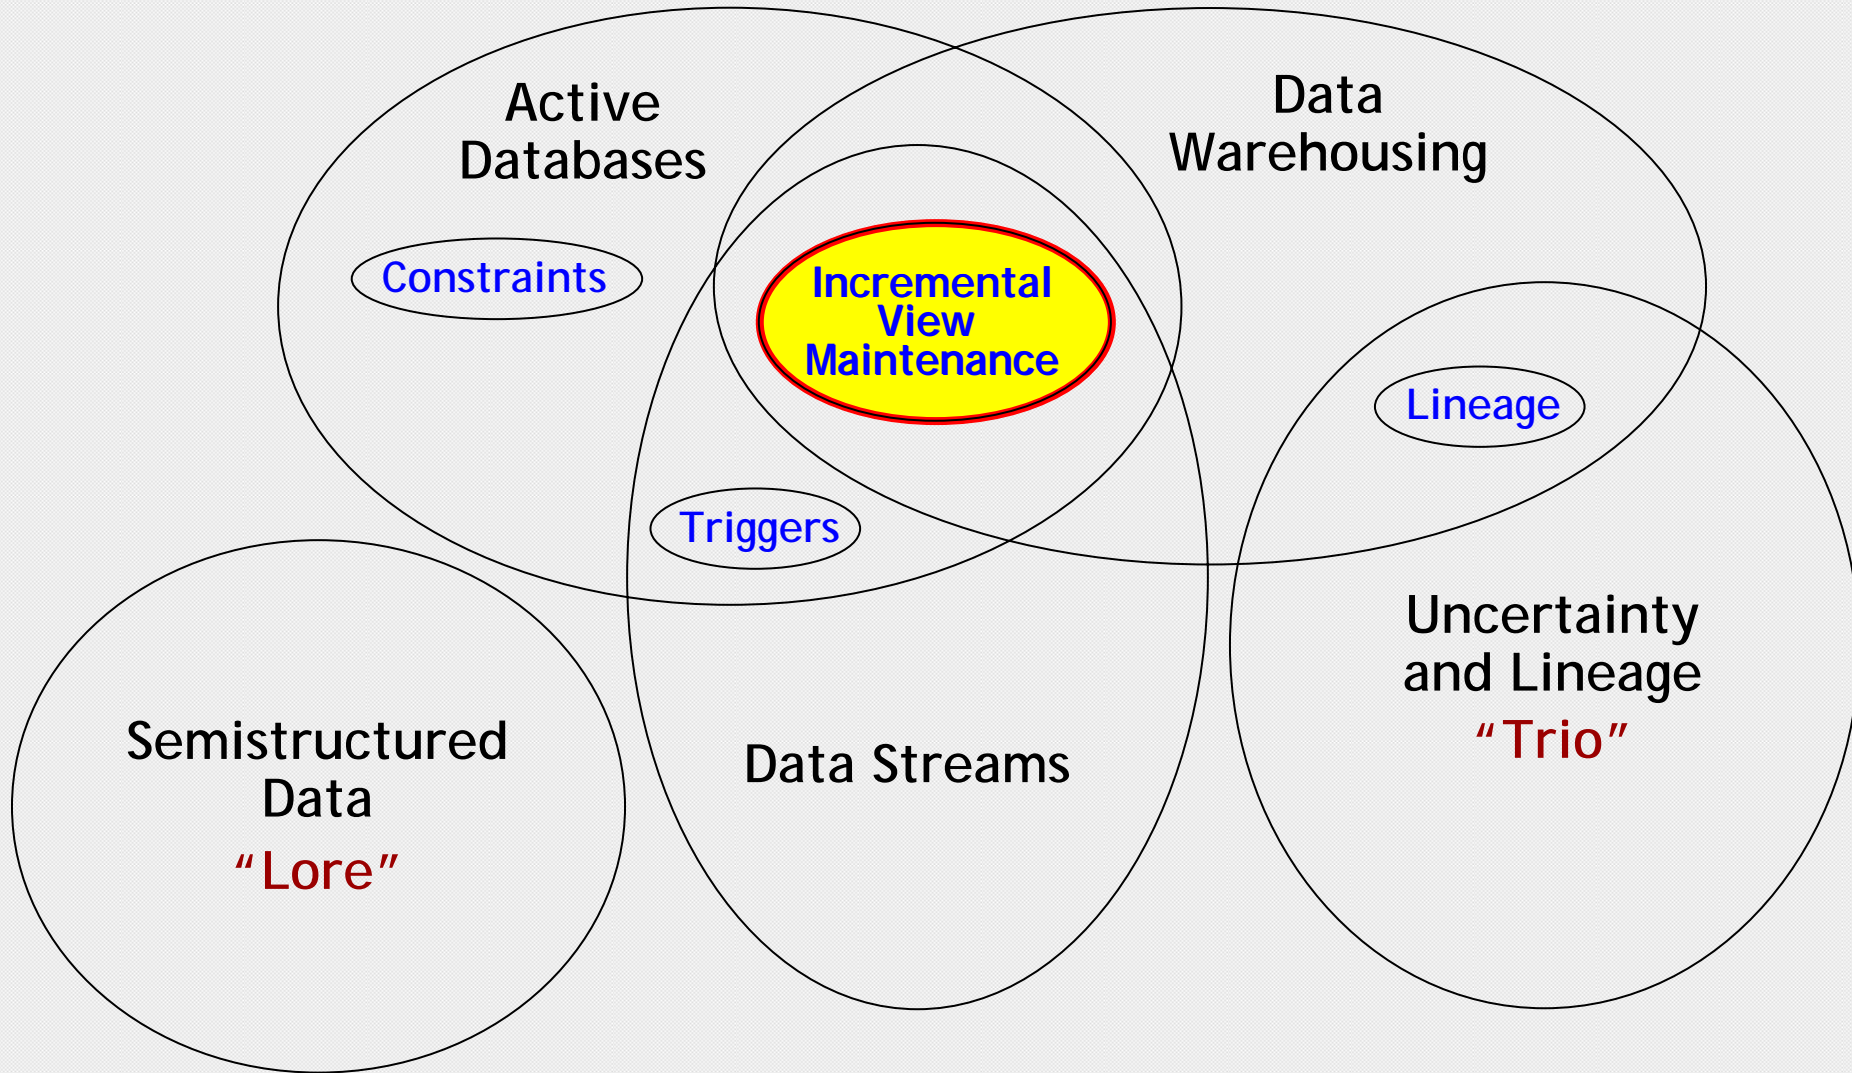 Active
Databases
Data
Warehousing
Constraints
Incremental
View
Maintenance
Lineage
Triggers
Uncertainty
and Lineage
“Trio”
Semistructured
Data
“Lore”
Data Streams